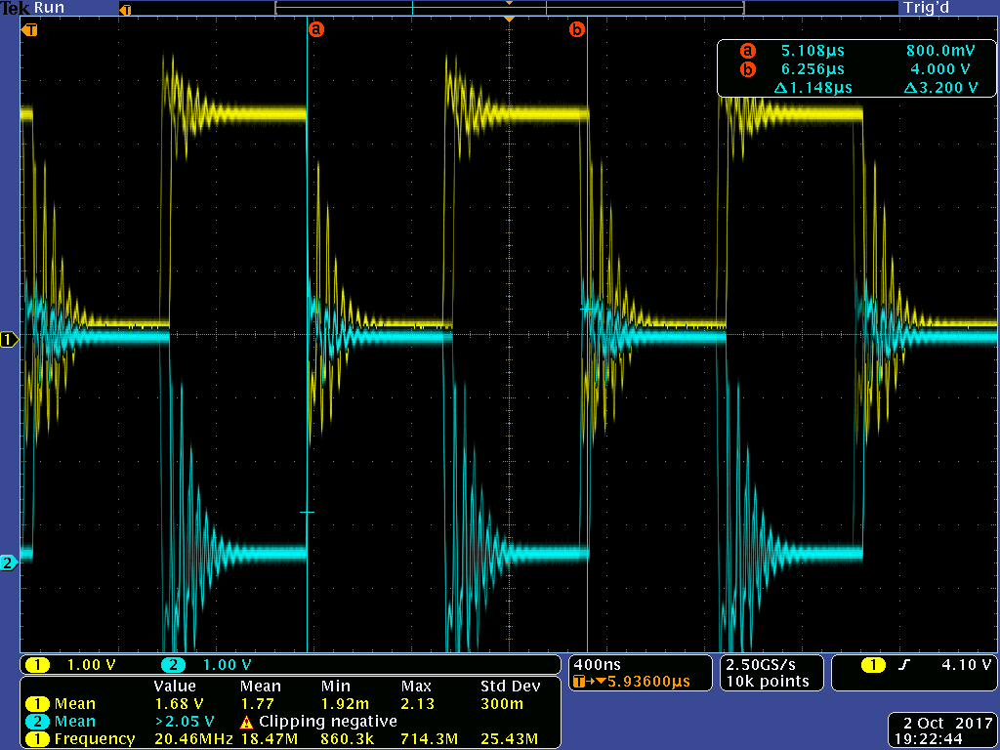 Tek Run Trig'd
T
T
a b
a 5.108µs 800.0mV
b 6.256µs 4.000 V
Δ1.148µs Δ3.200 V
1
2
1 1.00 V 2 1.00 V
400ns
T→▼5.93600µs
2.50GS/s
10k points
1 4.10 V
Value Mean Min Max Std Dev
1 Mean 1.68 V 1.77 1.92m 2.13 300m
2 Mean >2.05 V Clipping negative
1 Frequency 20.46MHz 18.47M 860.3k 714.3M 25.43M
2 Oct 2017
19:22:44